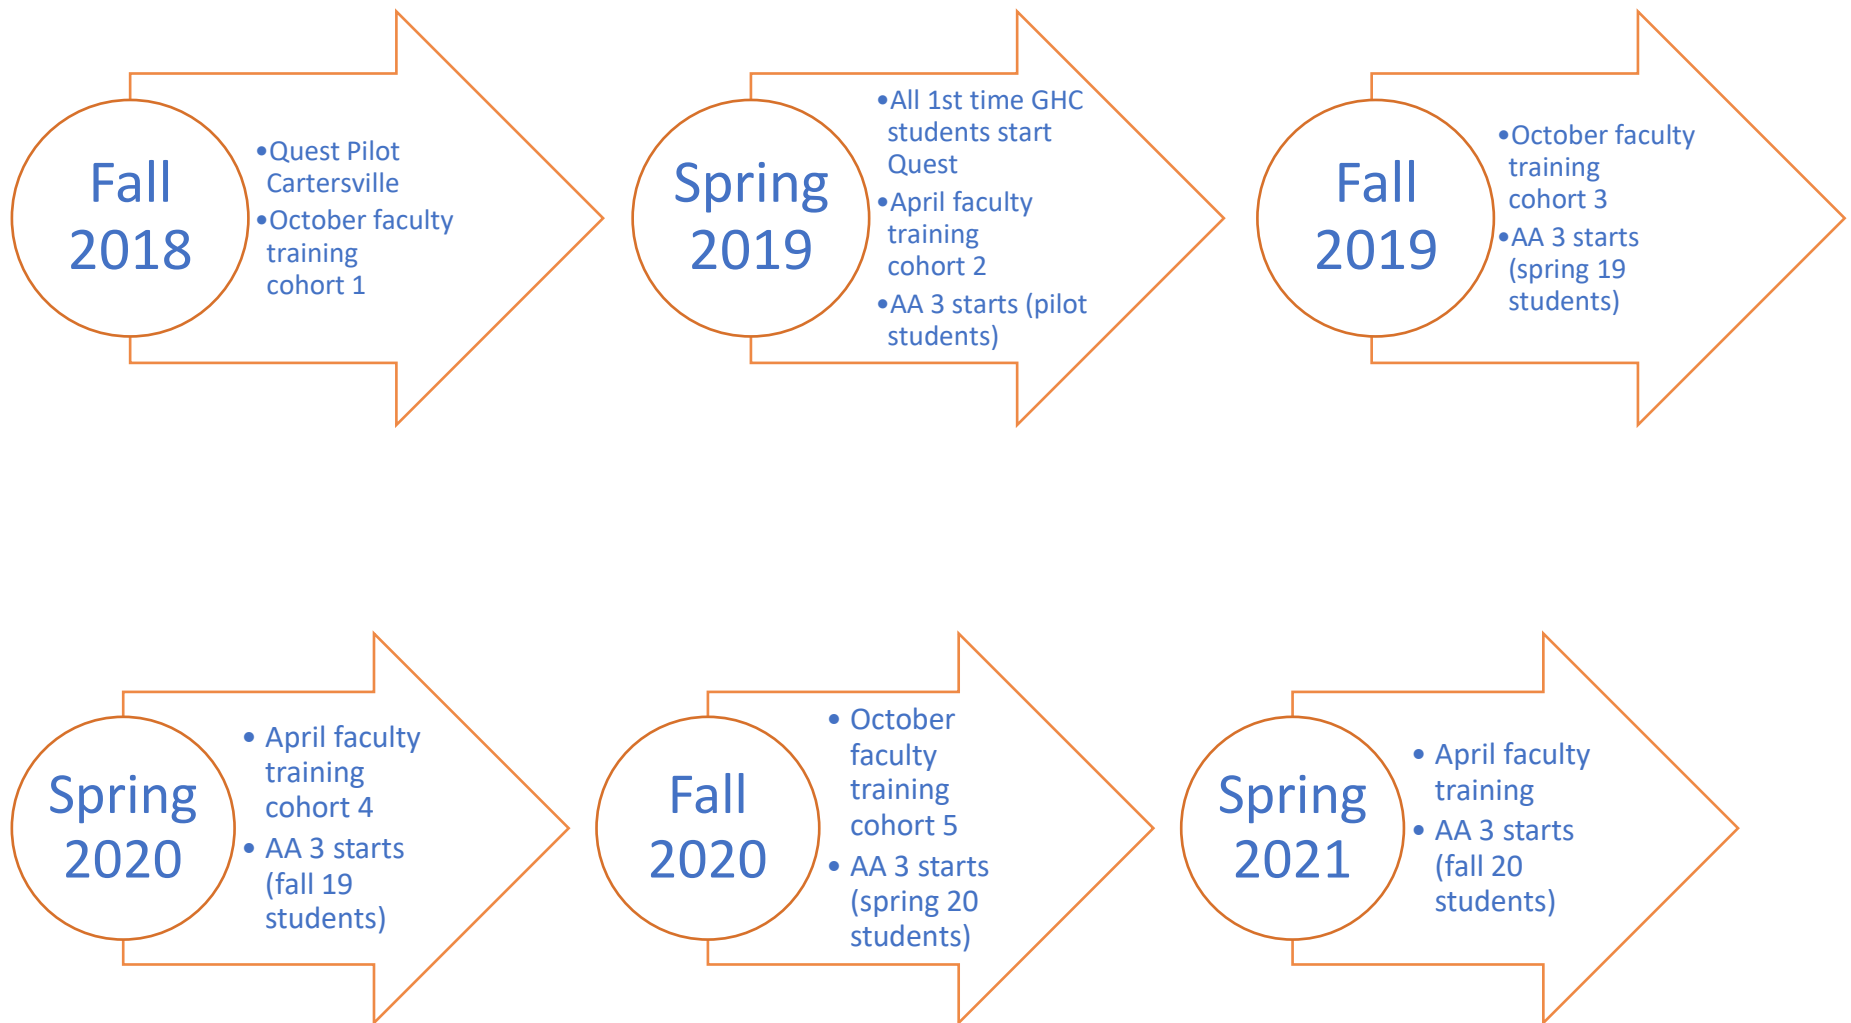 Fall
2018
•Quest Pilot
Cartersville
•October faculty
training
cohort 1
Spring
2019
•All 1st time GHC
students start
Quest
•April faculty
training
cohort 2
•AA 3 starts (pilot
students)
Fall
2019
•October faculty
training
cohort 3
•AA 3 starts
(spring 19
students)
Spring
2020
• April faculty
training
cohort 4
• AA 3 starts
(fall 19
students)
Fall
2020
• October
faculty
training
cohort 5
• AA 3 starts
(spring 20
students)
Spring
2021
• April faculty
training
• AA 3 starts
(fall 20
students)